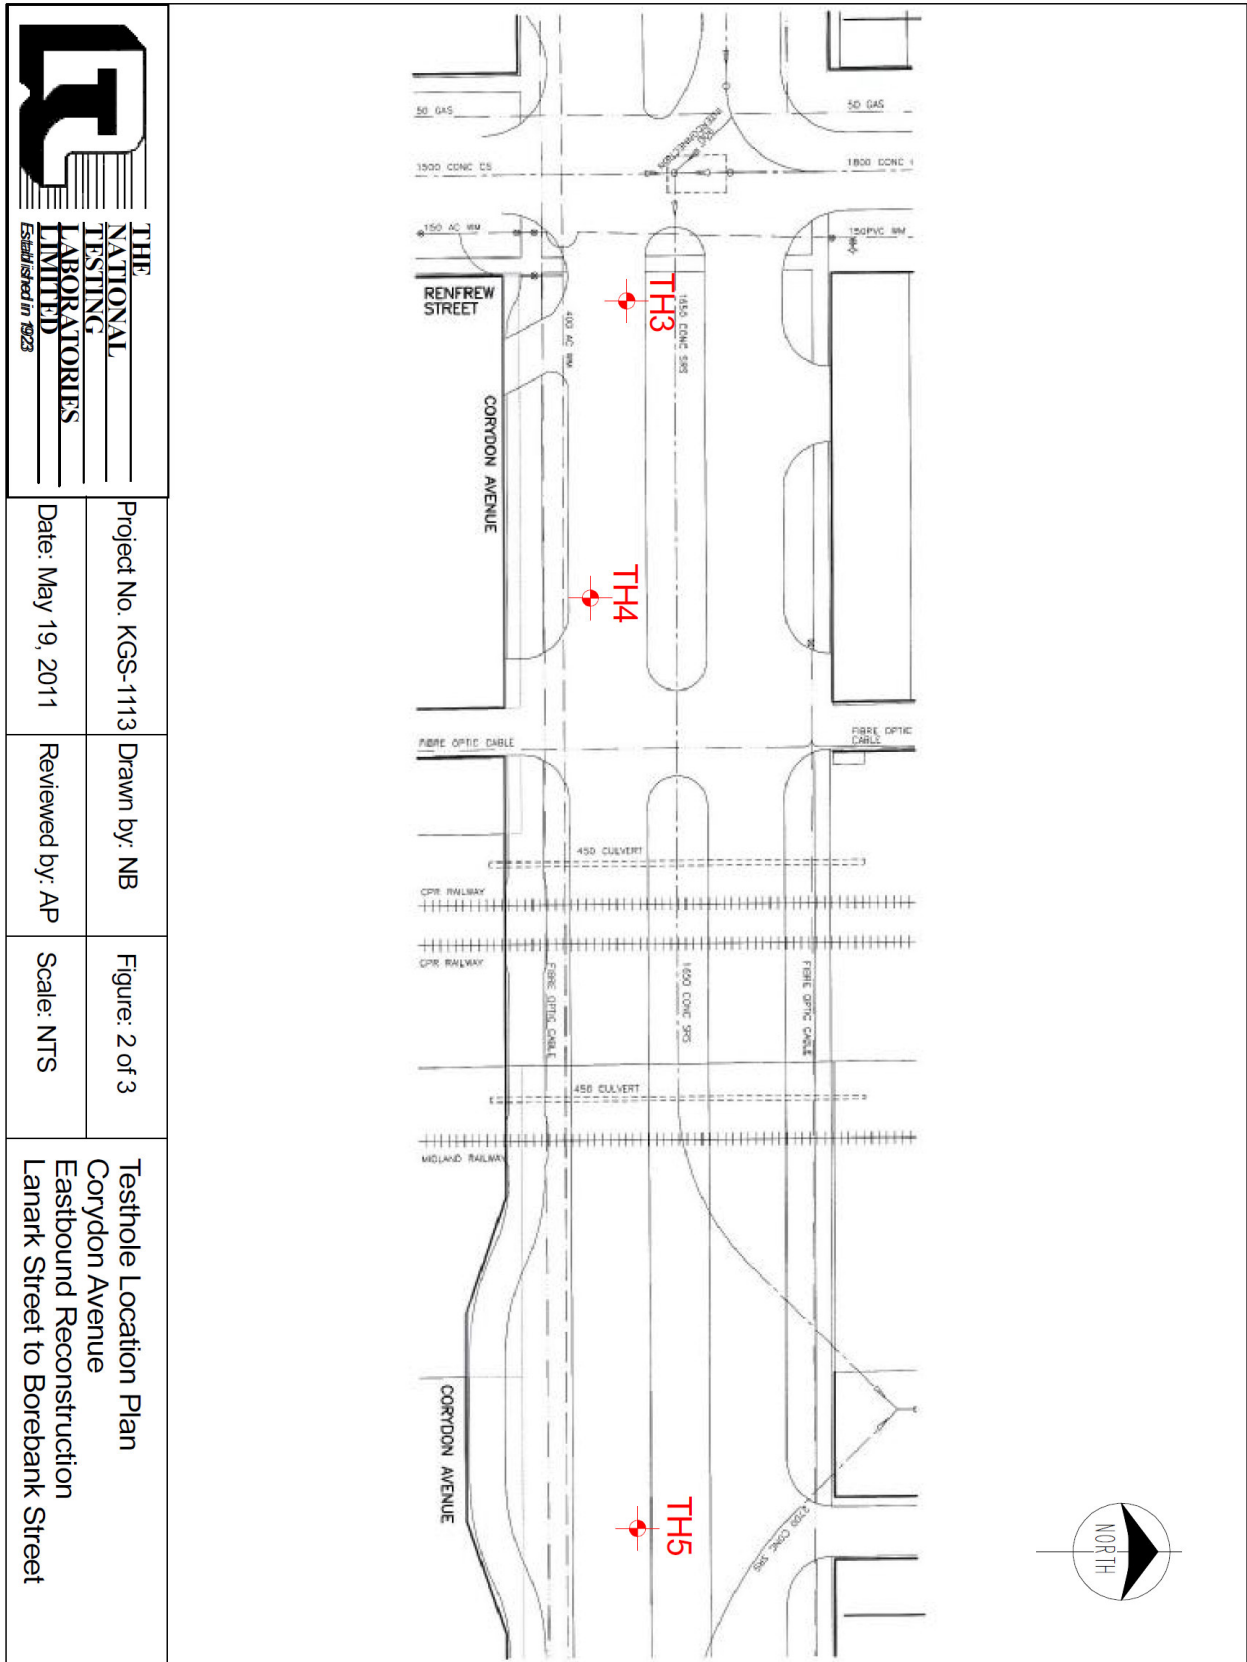 50 GAS
50 GAS
300 @
INTERCONNECTION
1500 CONC CS
1800 CONC
150 AC WM
150PVC WM
RENFREW
STREET
TH3
1650 CONC SRS
400 AC WM
CORYDON AVENUE
TH4
FIBRE OPTIC CABLE
FIBRE OPTIC
CABLE
450 CULVERT
CPR RAILWAY
CPR RAILWAY
FIBRE OPTIC CABLE
1650 CONC SRS
FIBRE OPTIC CABLE
450 CULVERT
MIDLAND RAILWAY
CORYDON AVENUE
TH5
2700 CONC SRS
NORTH
THE
NATIONAL
TESTING
LABORATORIES
LIMITED
Established in 1923
Project No. KGS-1113
Date: May 19, 2011
Drawn by: NB
Reviewed by: AP
Figure: 2 of 3
Scale: NTS
Testhole Location Plan
Corydon Avenue
Eastbound Reconstruction
Lanark Street to Borebank Street